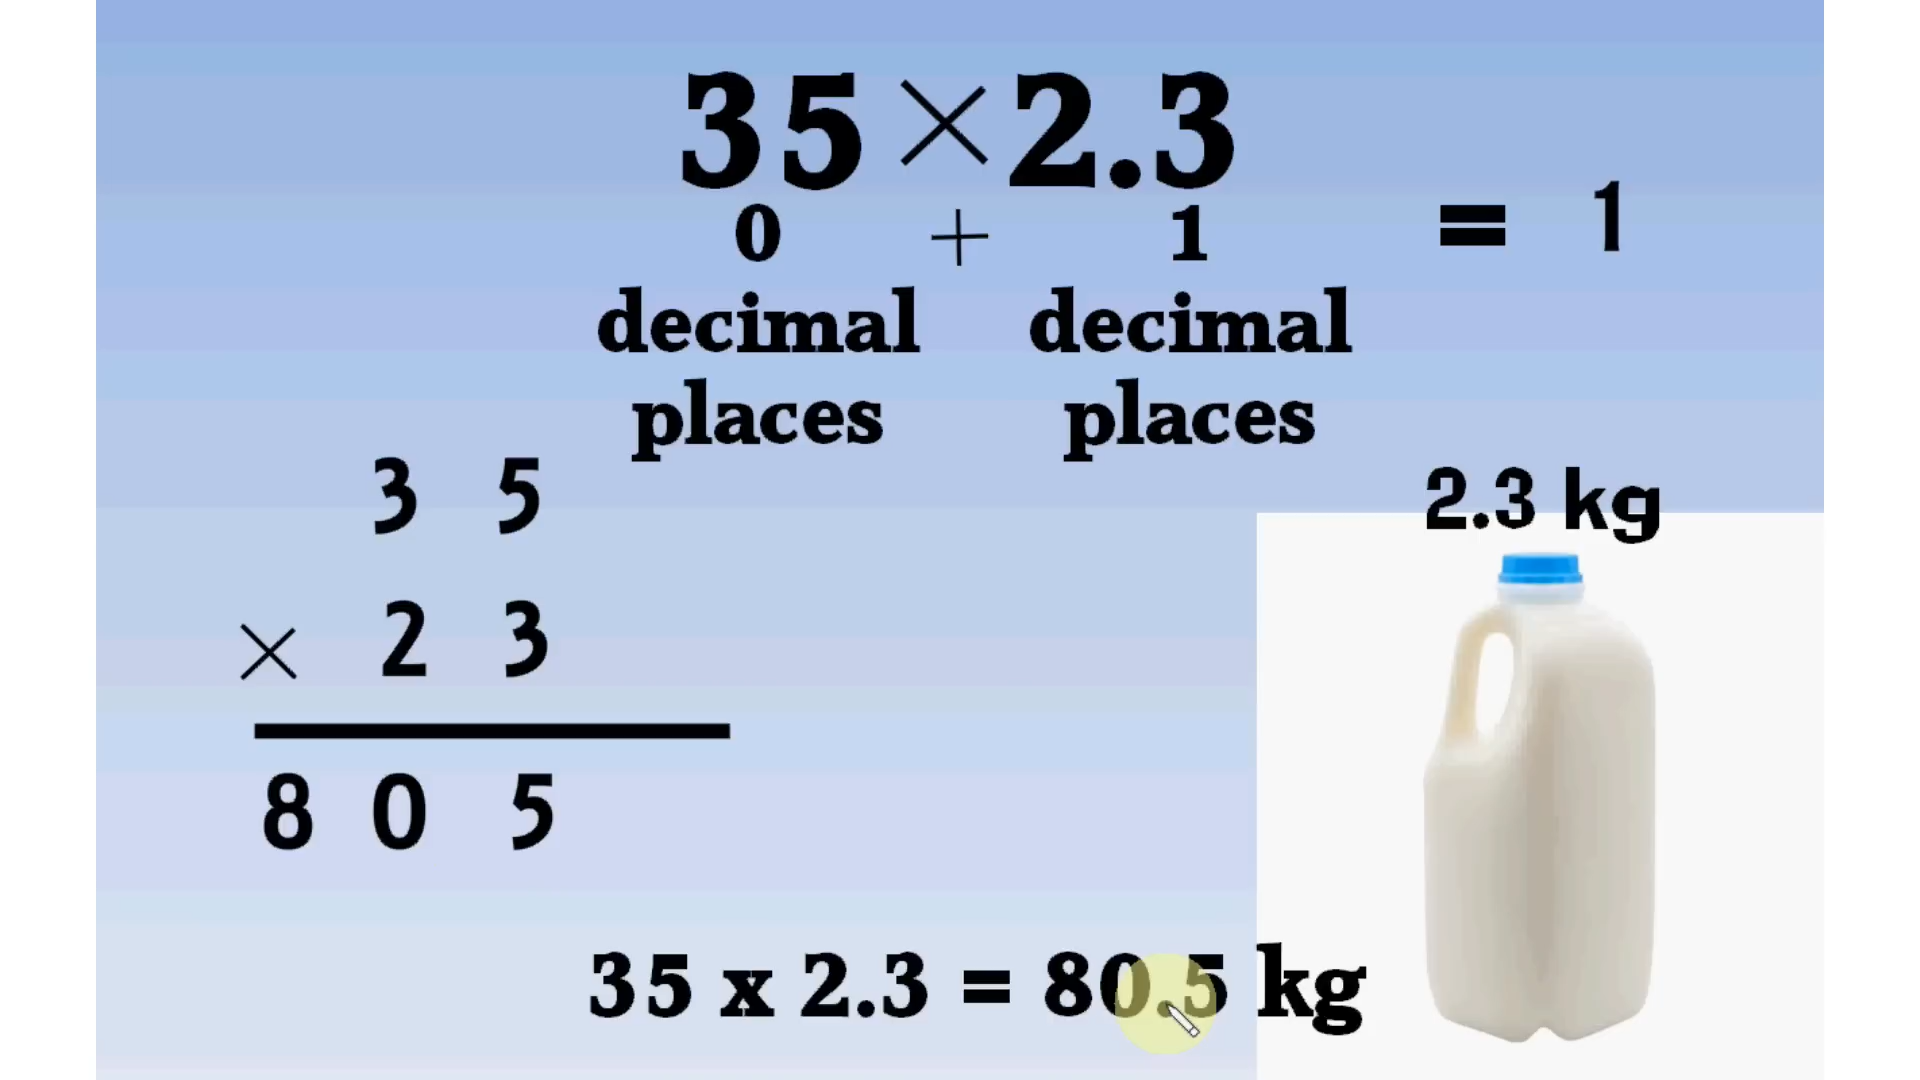 35×2.3
0 + 1 = 1
decimal decimal
places places
3 5
× 2 3
8 0 5
2.3 kg
35 x 2.3 = 80.5 kg